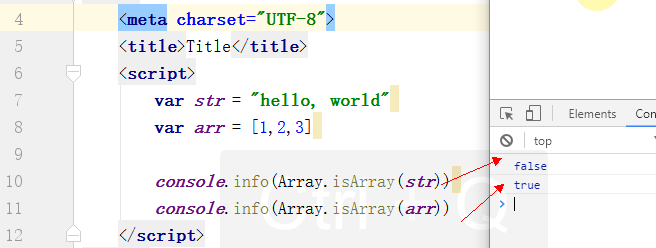 4 <meta charset="UTF-8">
5 <title>Title</title>
6 <script>
7 var str = "hello, world"
8 var arr = [1,2,3]
9
10 console.info(Array.isArray(str))
11 console.info(Array.isArray(arr))
12 </script>
Elements
top
false
true
>